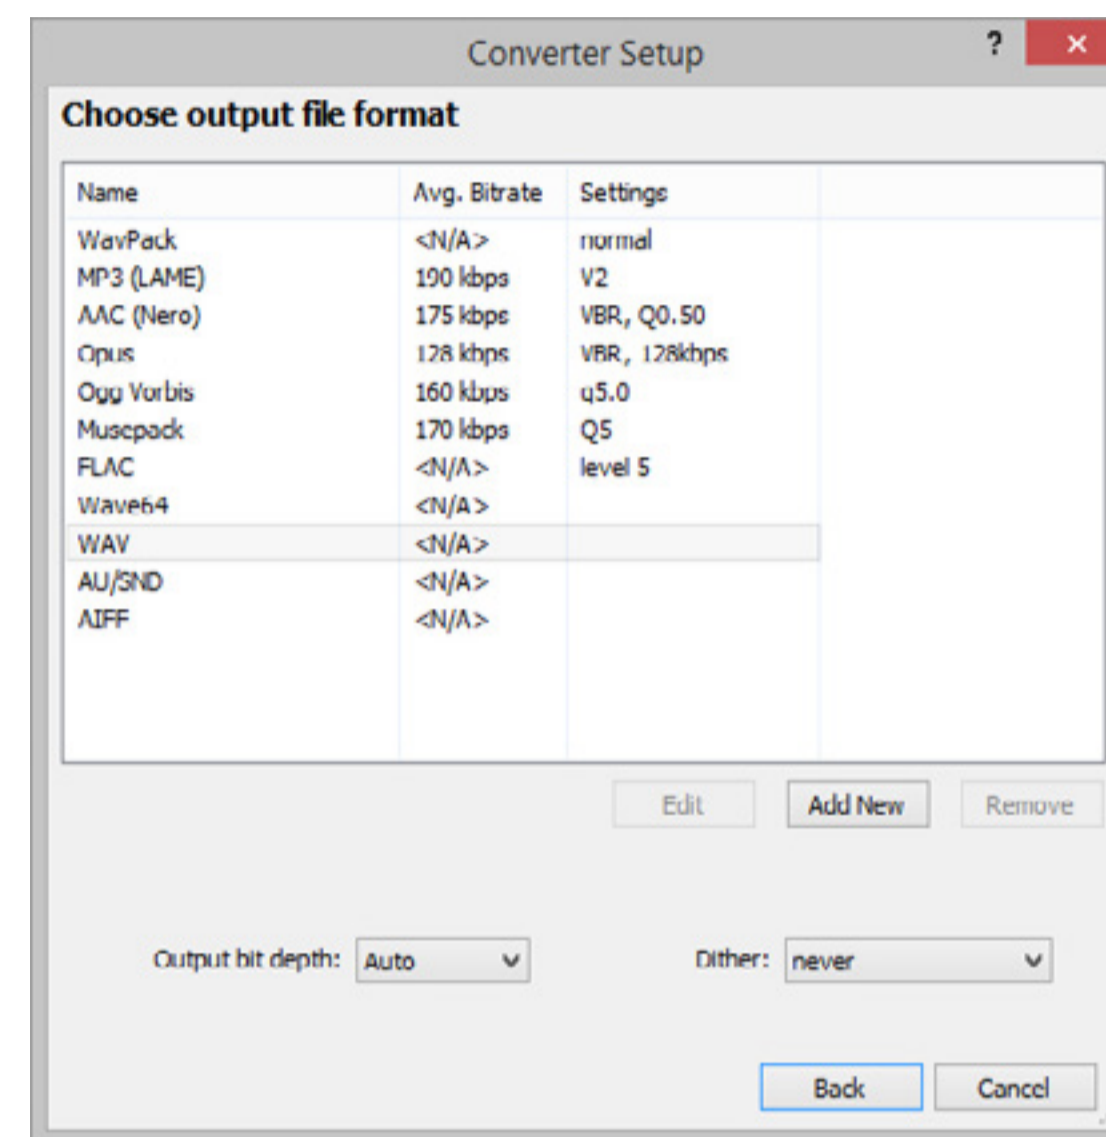 Converter Setup ?
Choose output file format
Name Avg. Bitrate Settings
WavPack <N/A> normal
MP3 (LAME) 190 kbps V2
AAC (Nero) 175 kbps VBR, Q0.50
Opus 128 kbps VBR, 128kbps
Ogg Vorbis 160 kbps q5.0
Musepack 170 kbps Q5
FLAC <N/A> level 5
Wave64 <N/A>
WAV <N/A>
AU/SND <N/A>
AIFF <N/A>
Edit Add New Remove
Output bit depth: Auto Dither: never
Back Cancel